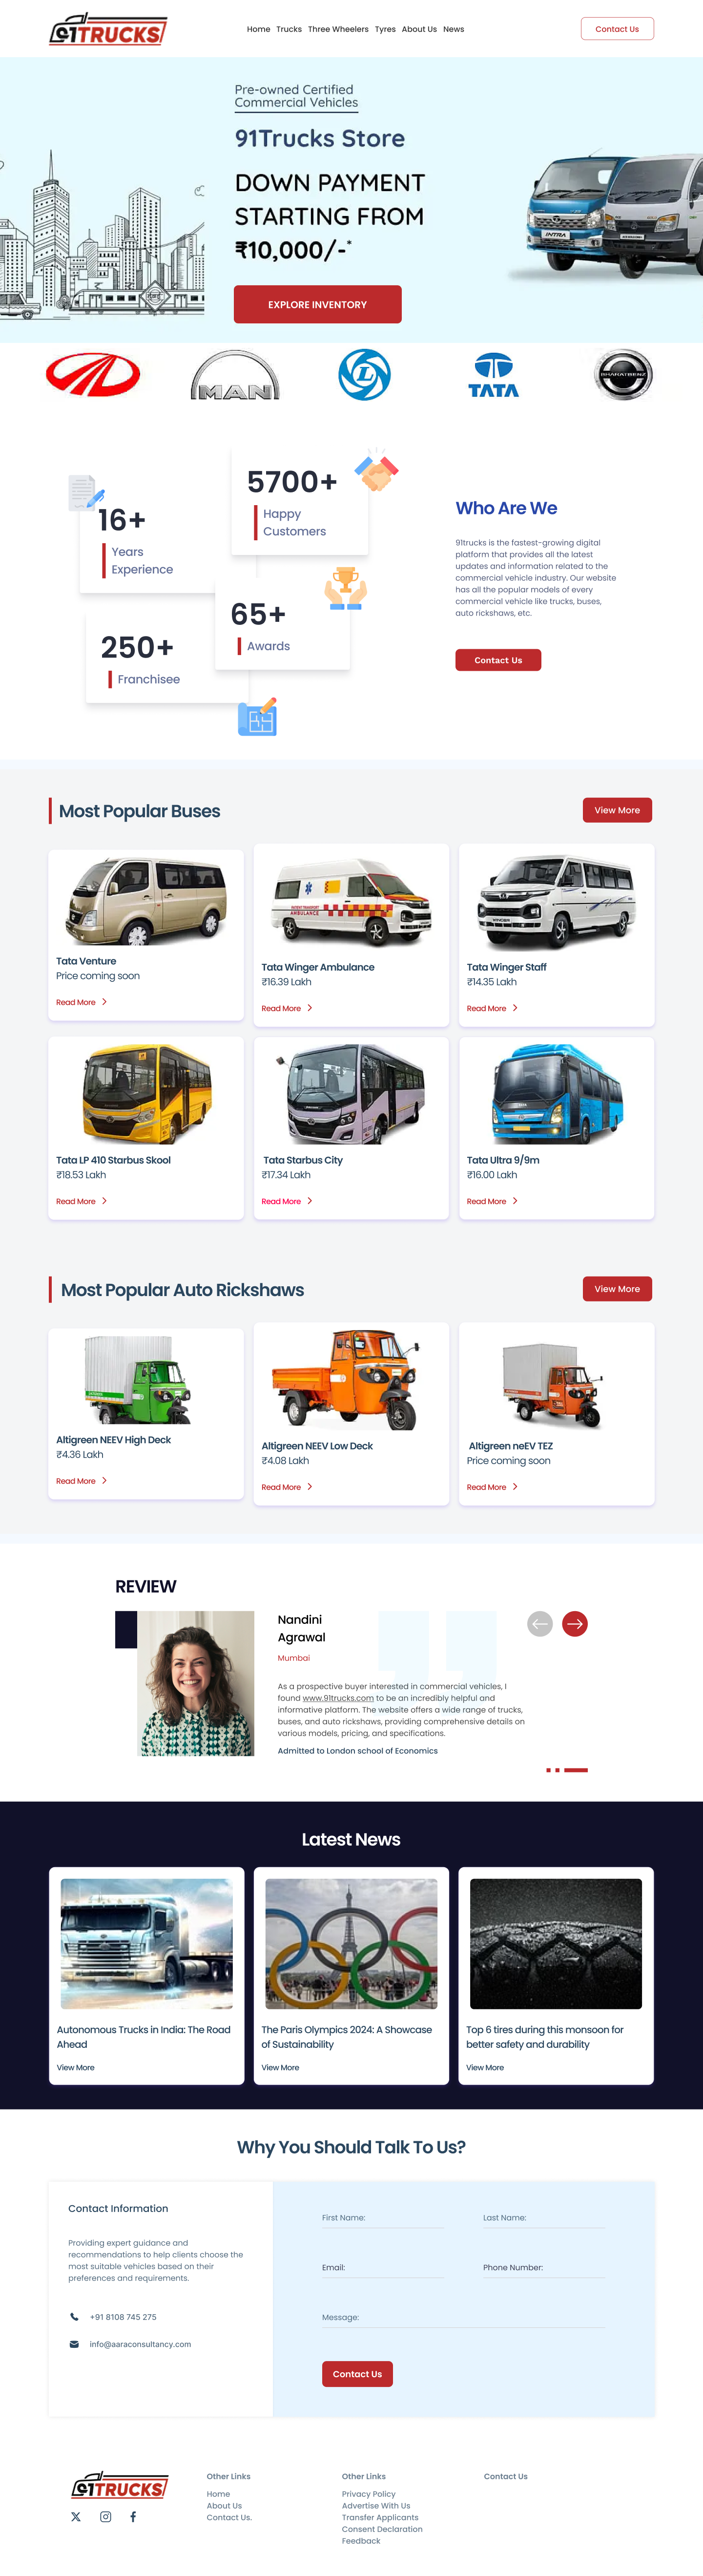 91TRUCKS
Home Trucks Three Wheelers Tyres About Us News
Contact Us
Pre-owned Certified
Commercial Vehicles
91Trucks Store
DOWN PAYMENT
STARTING FROM
₹10,000/-*
EXPLORE INVENTORY
INTRA
MAN
L
TATA
BHARATBENZ
5700+
Happy
Customers
16+
Years
Experience
65+
Awards
250+
Franchisee
Who Are We
91trucks is the fastest-growing digital
platform that provides all the latest
updates and information related to the
commercial vehicle industry. Our website
has all the popular models of every
commercial vehicle like trucks, buses,
auto rickshaws, etc.
Contact Us
Most Popular Buses
View More
Tata Venture
Price coming soon
Read More
PATIENT TRANSPORT
AMBULANCE
Tata Winger Ambulance
₹16.39 Lakh
Read More
WINGER
Tata Winger Staff
₹14.35 Lakh
Read More
Tata LP 410 Starbus Skool
₹18.53 Lakh
Read More
Tata Starbus City
₹17.34 Lakh
Read More
Tata Ultra 9/9m
₹16.00 Lakh
Read More
Most Popular Auto Rickshaws
View More
Altigreen NEEV High Deck
₹4.36 Lakh
Read More
Altigreen NEEV Low Deck
₹4.08 Lakh
Read More
Altigreen neEV TEZ
Price coming soon
Read More
REVIEW
Nandini
Agrawal
Mumbai
As a prospective buyer interested in commercial vehicles, I
found www.91trucks.com to be an incredibly helpful and
informative platform. The website offers a wide range of trucks,
buses, and auto rickshaws, providing comprehensive details on
various models, pricing, and specifications.
Admitted to London school of Economics
Latest News
Autonomous Trucks in India: The Road
Ahead
View More
The Paris Olympics 2024: A Showcase
of Sustainability
View More
Top 6 tires during this monsoon for
better safety and durability
View More
Why You Should Talk To Us?
Contact Information
Providing expert guidance and
recommendations to help clients choose the
most suitable vehicles based on their
preferences and requirements.
+91 8108 745 275
info@aaraconsultancy.com
First Name:
Last Name:
Email:
Phone Number:
Message:
Contact Us
91TRUCKS
Other Links
Home
About Us
Contact Us.
Other Links
Privacy Policy
Advertise With Us
Transfer Applicants
Consent Declaration
Feedback
Contact Us